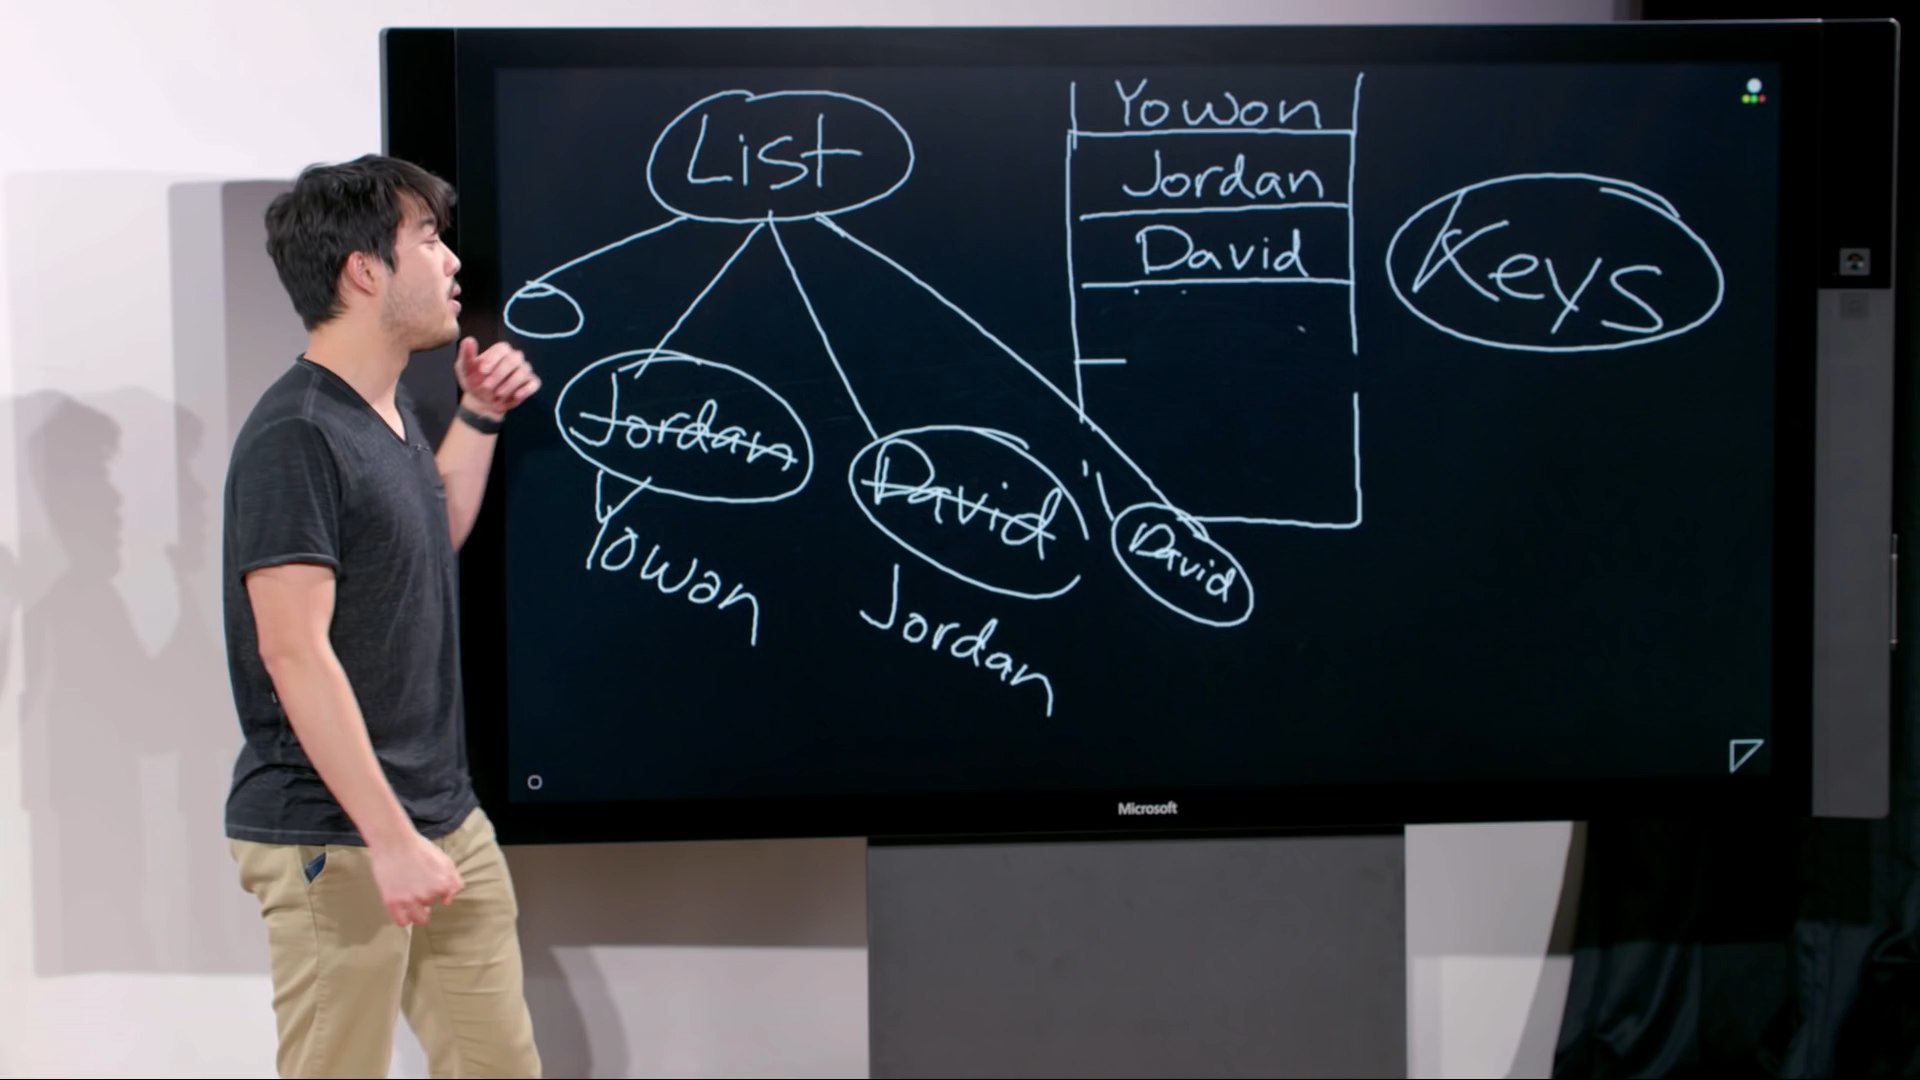 List
Yowon
Jordan
David
Keys
Jordan
David
David
Yowan
Jordan
Microsoft